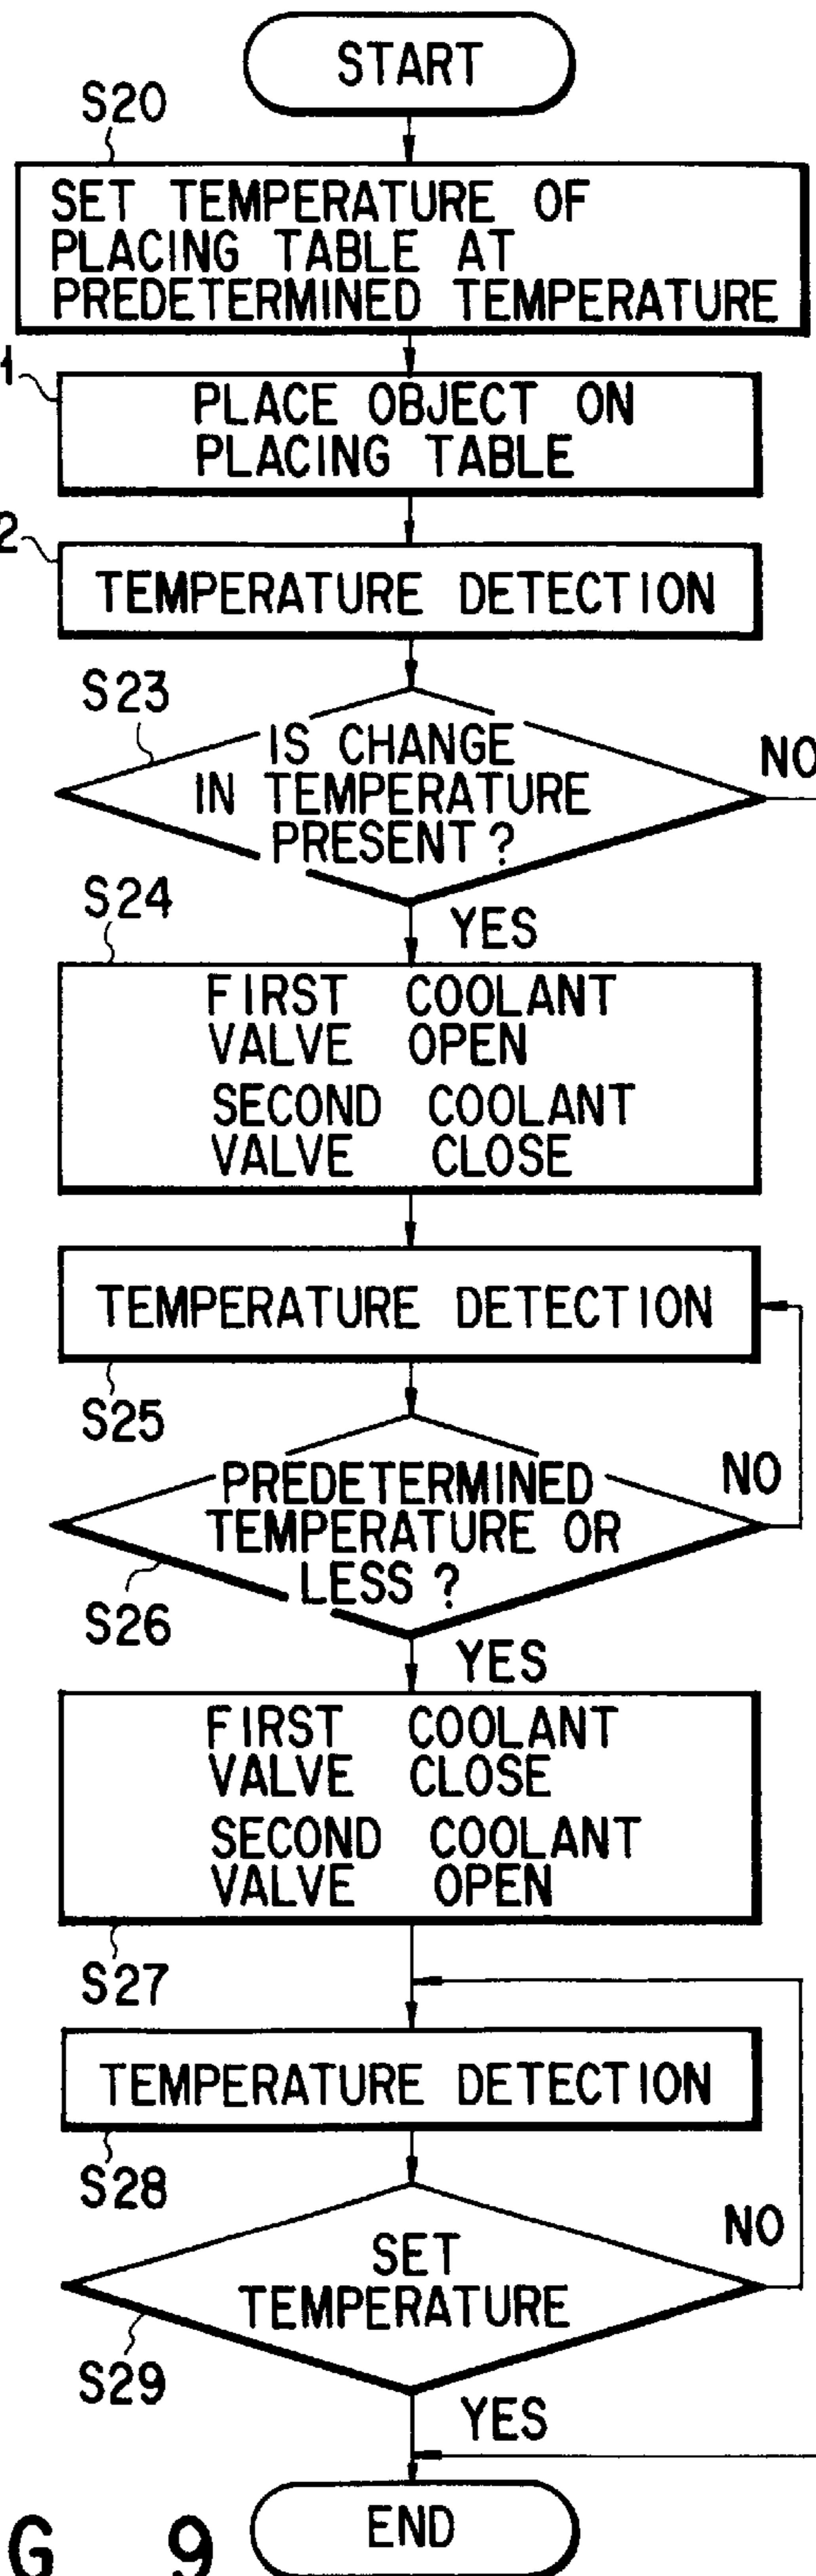 START
S20
SET TEMPERATURE OF
PLACING TABLE AT
PREDETERMINED TEMPERATURE
1
PLACE OBJECT ON
PLACING TABLE
2
TEMPERATURE DETECTION
S23
IS CHANGE
IN TEMPERATURE
PRESENT?
NO
S24
YES
FIRST COOLANT
VALVE OPEN
SECOND COOLANT
VALVE CLOSE
TEMPERATURE DETECTION
S25
PREDETERMINED
TEMPERATURE OR
LESS?
NO
S26
YES
FIRST COOLANT
VALVE CLOSE
SECOND COOLANT
VALVE OPEN
S27
TEMPERATURE DETECTION
S28
SET
TEMPERATURE
NO
S29
YES
END
G 9